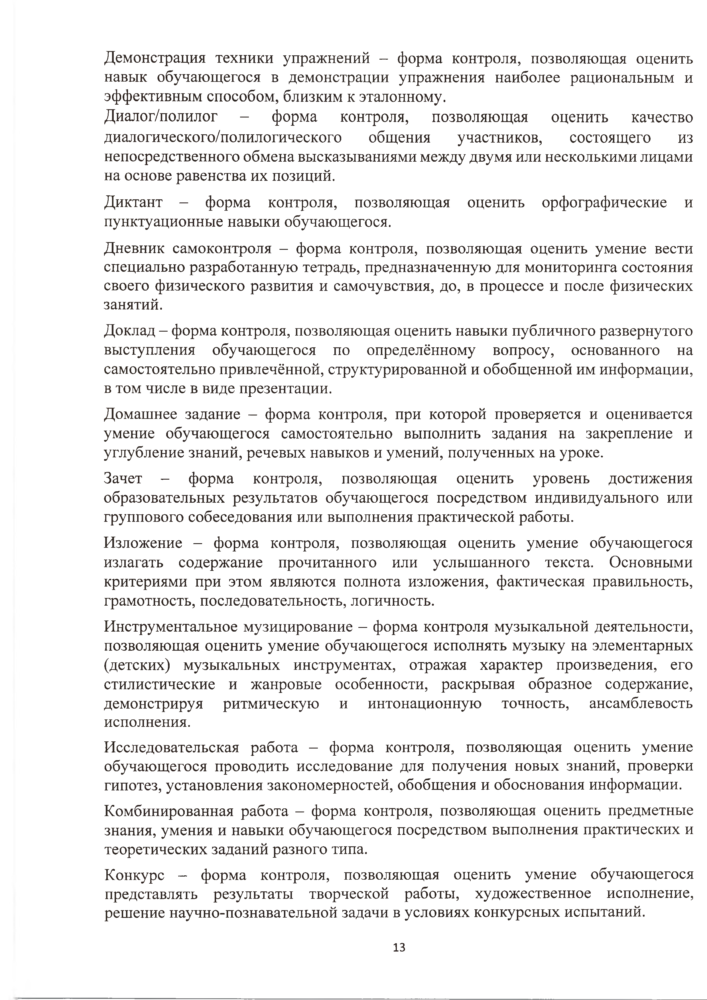 Демонстрация техники упражнений – форма контроля, позволяющая оценить
навык обучающегося в демонстрации упражнения наиболее рациональным и
эффективным способом, близким к эталонному.
Диалог/полилог – форма контроля, позволяющая оценить качество
диалогического/полилогического общения участников, состоящего из
непосредственного обмена высказываниями между двумя или несколькими лицами
на основе равенства их позиций.
Диктант – форма контроля, позволяющая оценить орфографические и
пунктуационные навыки обучающегося.
Дневник самоконтроля – форма контроля, позволяющая оценить умение вести
специально разработанную тетрадь, предназначенную для мониторинга состояния
своего физического развития и самочувствия, до, в процессе и после физических
занятий.
Доклад – форма контроля, позволяющая оценить навыки публичного развернутого
выступления обучающегося по определённому вопросу, основанного на
самостоятельно привлечённой, структурированной и обобщенной им информации,
в том числе в виде презентации.
Домашнее задание – форма контроля, при которой проверяется и оценивается
умение обучающегося самостоятельно выполнить задания на закрепление и
углубление знаний, речевых навыков и умений, полученных на уроке.
Зачет – форма контроля, позволяющая оценить уровень достижения
образовательных результатов обучающегося посредством индивидуального или
группового собеседования или выполнения практической работы.
Изложение – форма контроля, позволяющая оценить умение обучающегося
излагать содержание прочитанного или услышанного текста. Основными
критериями при этом являются полнота изложения, фактическая правильность,
грамотность, последовательность, логичность.
Инструментальное музицирование – форма контроля музыкальной деятельности,
позволяющая оценить умение обучающегося исполнять музыку на элементарных
(детских) музыкальных инструментах, отражая характер произведения, его
стилистические и жанровые особенности, раскрывая образное содержание,
демонстрируя ритмическую и интонационную точность, ансамблевость
исполнения.
Исследовательская работа – форма контроля, позволяющая оценить умение
обучающегося проводить исследование для получения новых знаний, проверки
гипотез, установления закономерностей, обобщения и обоснования информации.
Комбинированная работа – форма контроля, позволяющая оценить предметные
знания, умения и навыки обучающегося посредством выполнения практических и
теоретических заданий разного типа.
Конкурс – форма контроля, позволяющая оценить умение обучающегося
представлять результаты творческой работы, художественное исполнение,
решение научно-познавательной задачи в условиях конкурсных испытаний.
13